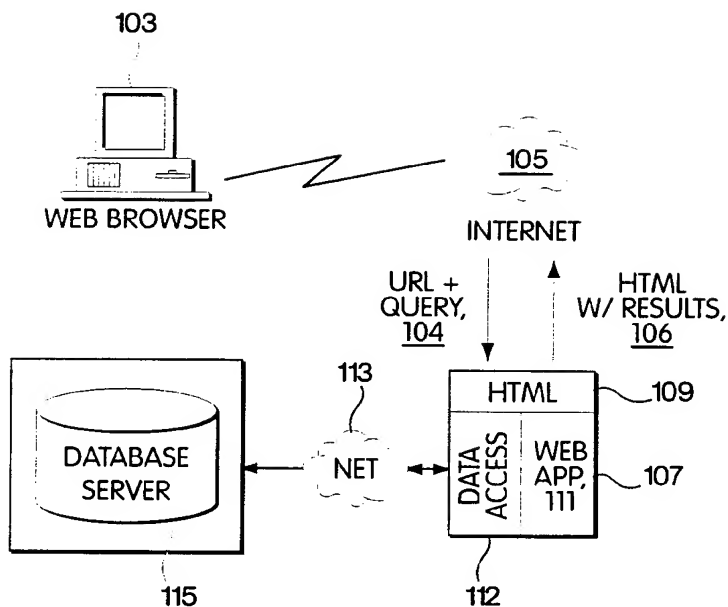 103
WEB BROWSER
105
INTERNET
URL +
QUERY,
104
HTML
W/ RESULTS,
106
113
HTML
109
DATABASE
SERVER
NET
DATA
ACCESS
WEB
APP,
111
107
115
112